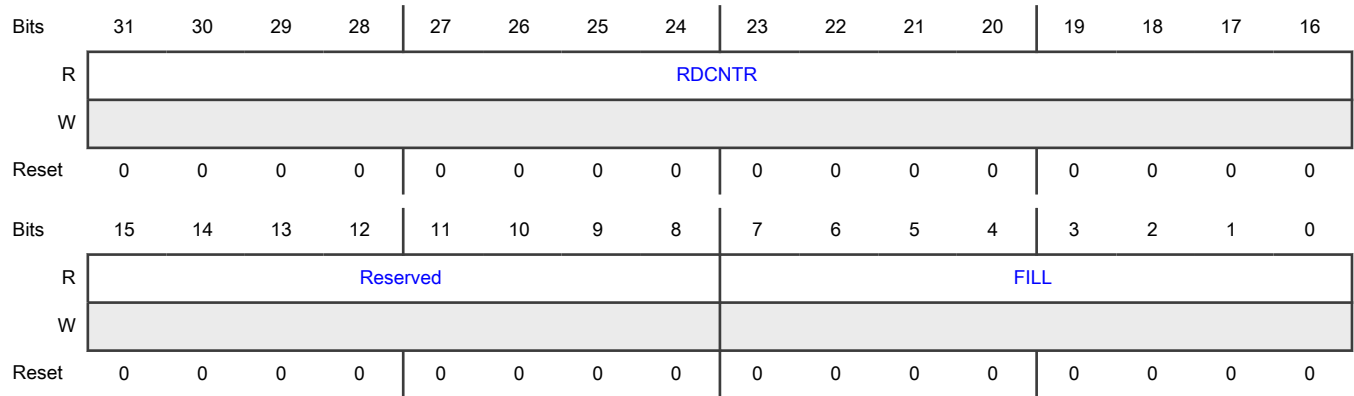 Bits 31 30 29 28 27 26 25 24 23 22 21 20 19 18 17 16
R RDCNTR
W
Reset 0 0 0 0 0 0 0 0 0 0 0 0 0 0 0 0
Bits 15 14 13 12 11 10 9 8 7 6 5 4 3 2 1 0
R Reserved FILL
W
Reset 0 0 0 0 0 0 0 0 0 0 0 0 0 0 0 0